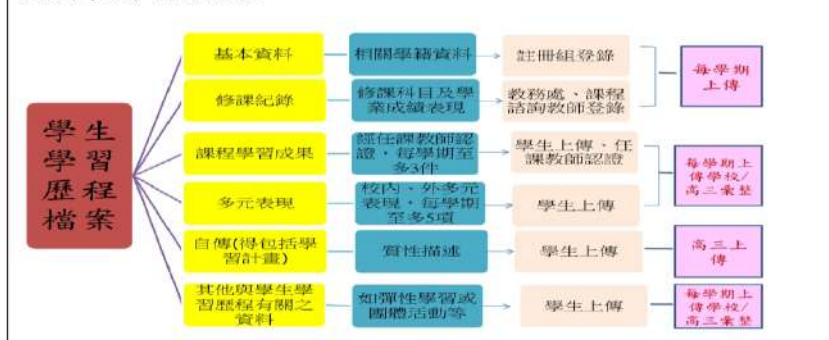 學生
學習
歷程
檔案
基本資料
相關學籍資料
註冊組登錄
每學期
上傳
修課紀錄
修課科目及學
業成績表現
教務處、課程
諮詢教師登錄
課程學習成果
經任課教師認
證，每學期至
多3件
學生上傳、任
課教師認證
每學期上
傳學校/
高三彙整
多元表現
校內、外多元
表現，每學期
至多5項
學生上傳
自傳(得包括學
習計畫)
質性描述
學生上傳
高三上
傳
其他與學生學
習歷程有關之
資料
如彈性學習或
團體活動等
學生上傳
每學期上
傳學校/
高三彙整